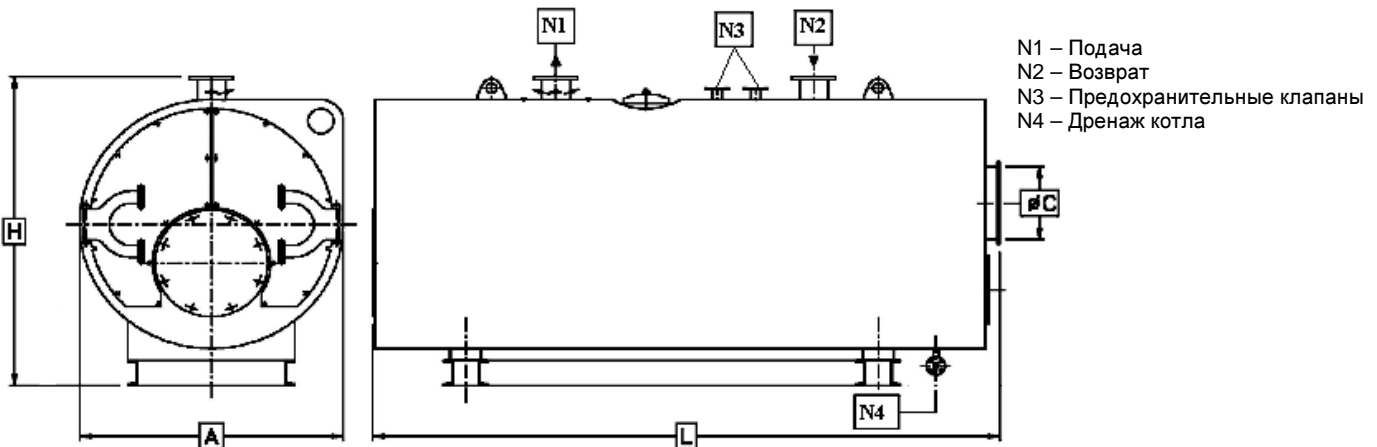 N1
N3
N2
N1 – Подача
N2 – Возврат
N3 – Предохранительные клапаны
N4 – Дренаж котла
H
øC
N4
A
L